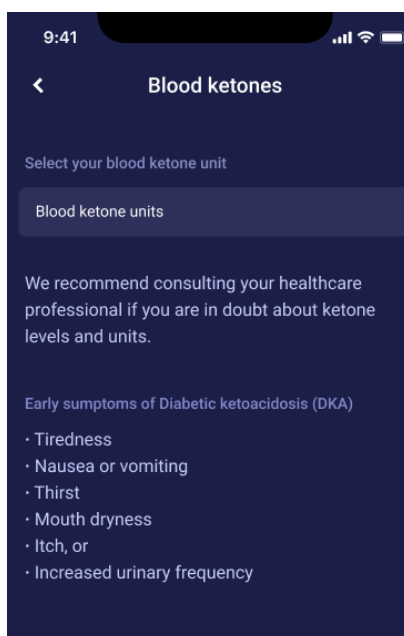 9:41
Blood ketones
Select your blood ketone unit
Blood ketone units
We recommend consulting your healthcare
professional if you are in doubt about ketone
levels and units.
Early sumptoms of Diabetic ketoacidosis (DKA)
· Tiredness
· Nausea or vomiting
· Thirst
· Mouth dryness
· Itch, or
· Increased urinary frequency